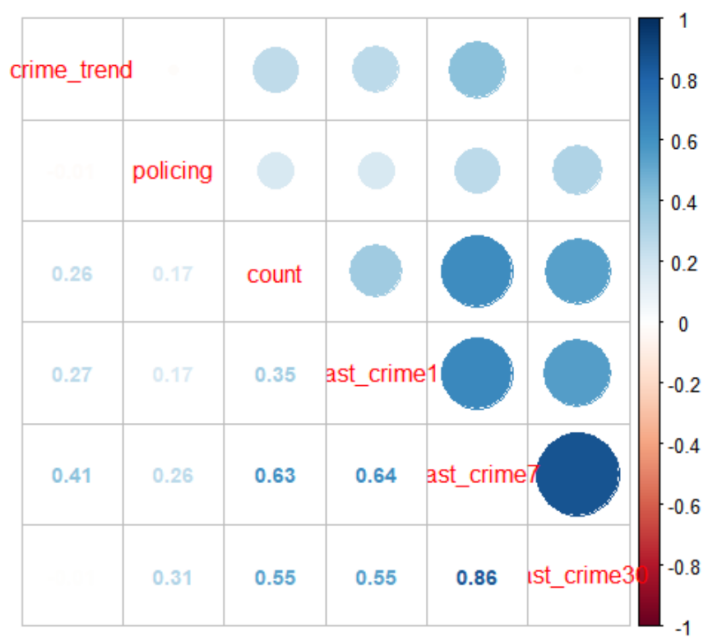 crime_trend
policing
0.26 0.17 count
0.27 0.17 0.35 ast_crime1
0.41 0.26 0.63 0.64 ast_crime7
0.31 0.55 0.55 0.86 ast_crime30
1
0.8
0.6
0.4
0.2
0
-0.2
-0.4
-0.6
-0.8
-1